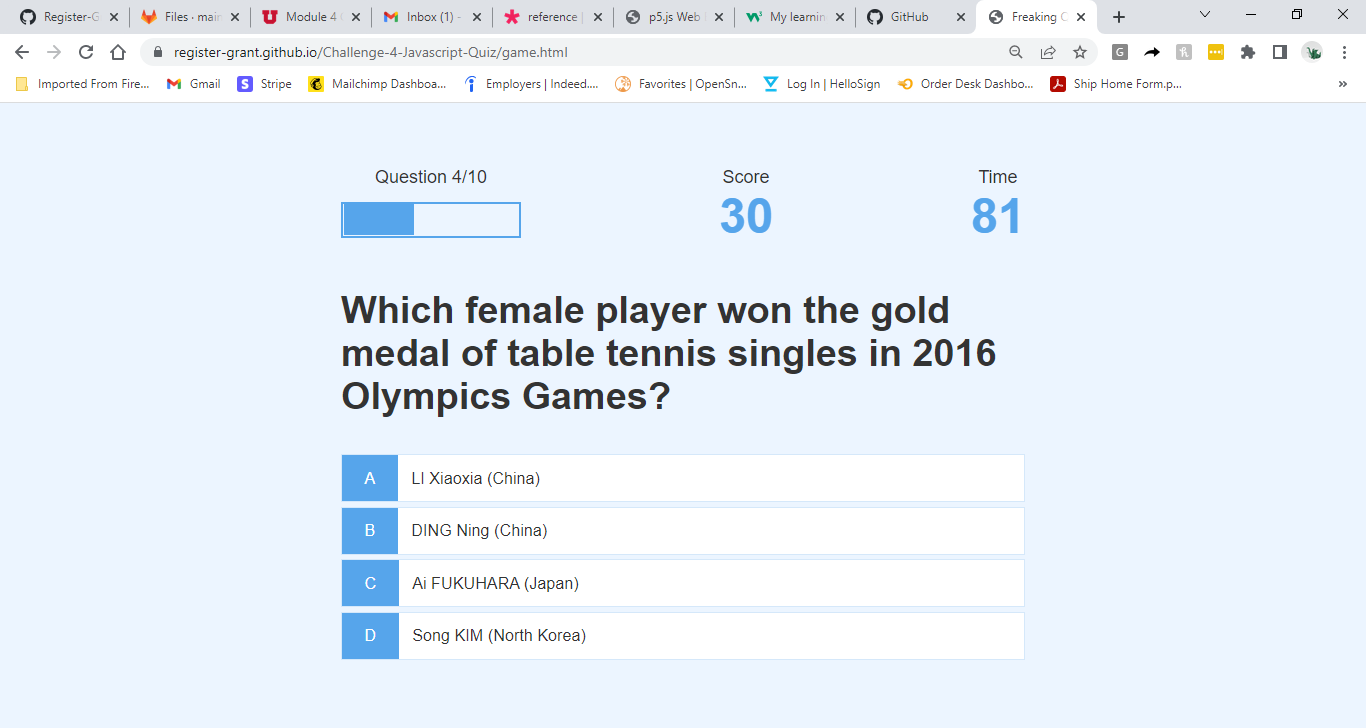 Register-G
Files · main
Module 4
Inbox (1) -
reference
p5.js Web
My learnin
GitHub
Freaking
register-grant.github.io/Challenge-4-Javascript-Quiz/game.html
Imported From Fire...
Gmail
Stripe
Mailchimp Dashboa...
Employers | Indeed....
Favorites | OpenSn...
Log In | HelloSign
Order Desk Dashbo...
Ship Home Form.p...
»
Question 4/10
Score
Time
30
81
Which female player won the gold
medal of table tennis singles in 2016
Olympics Games?
A LI Xiaoxia (China)
B DING Ning (China)
C Ai FUKUHARA (Japan)
D Song KIM (North Korea)